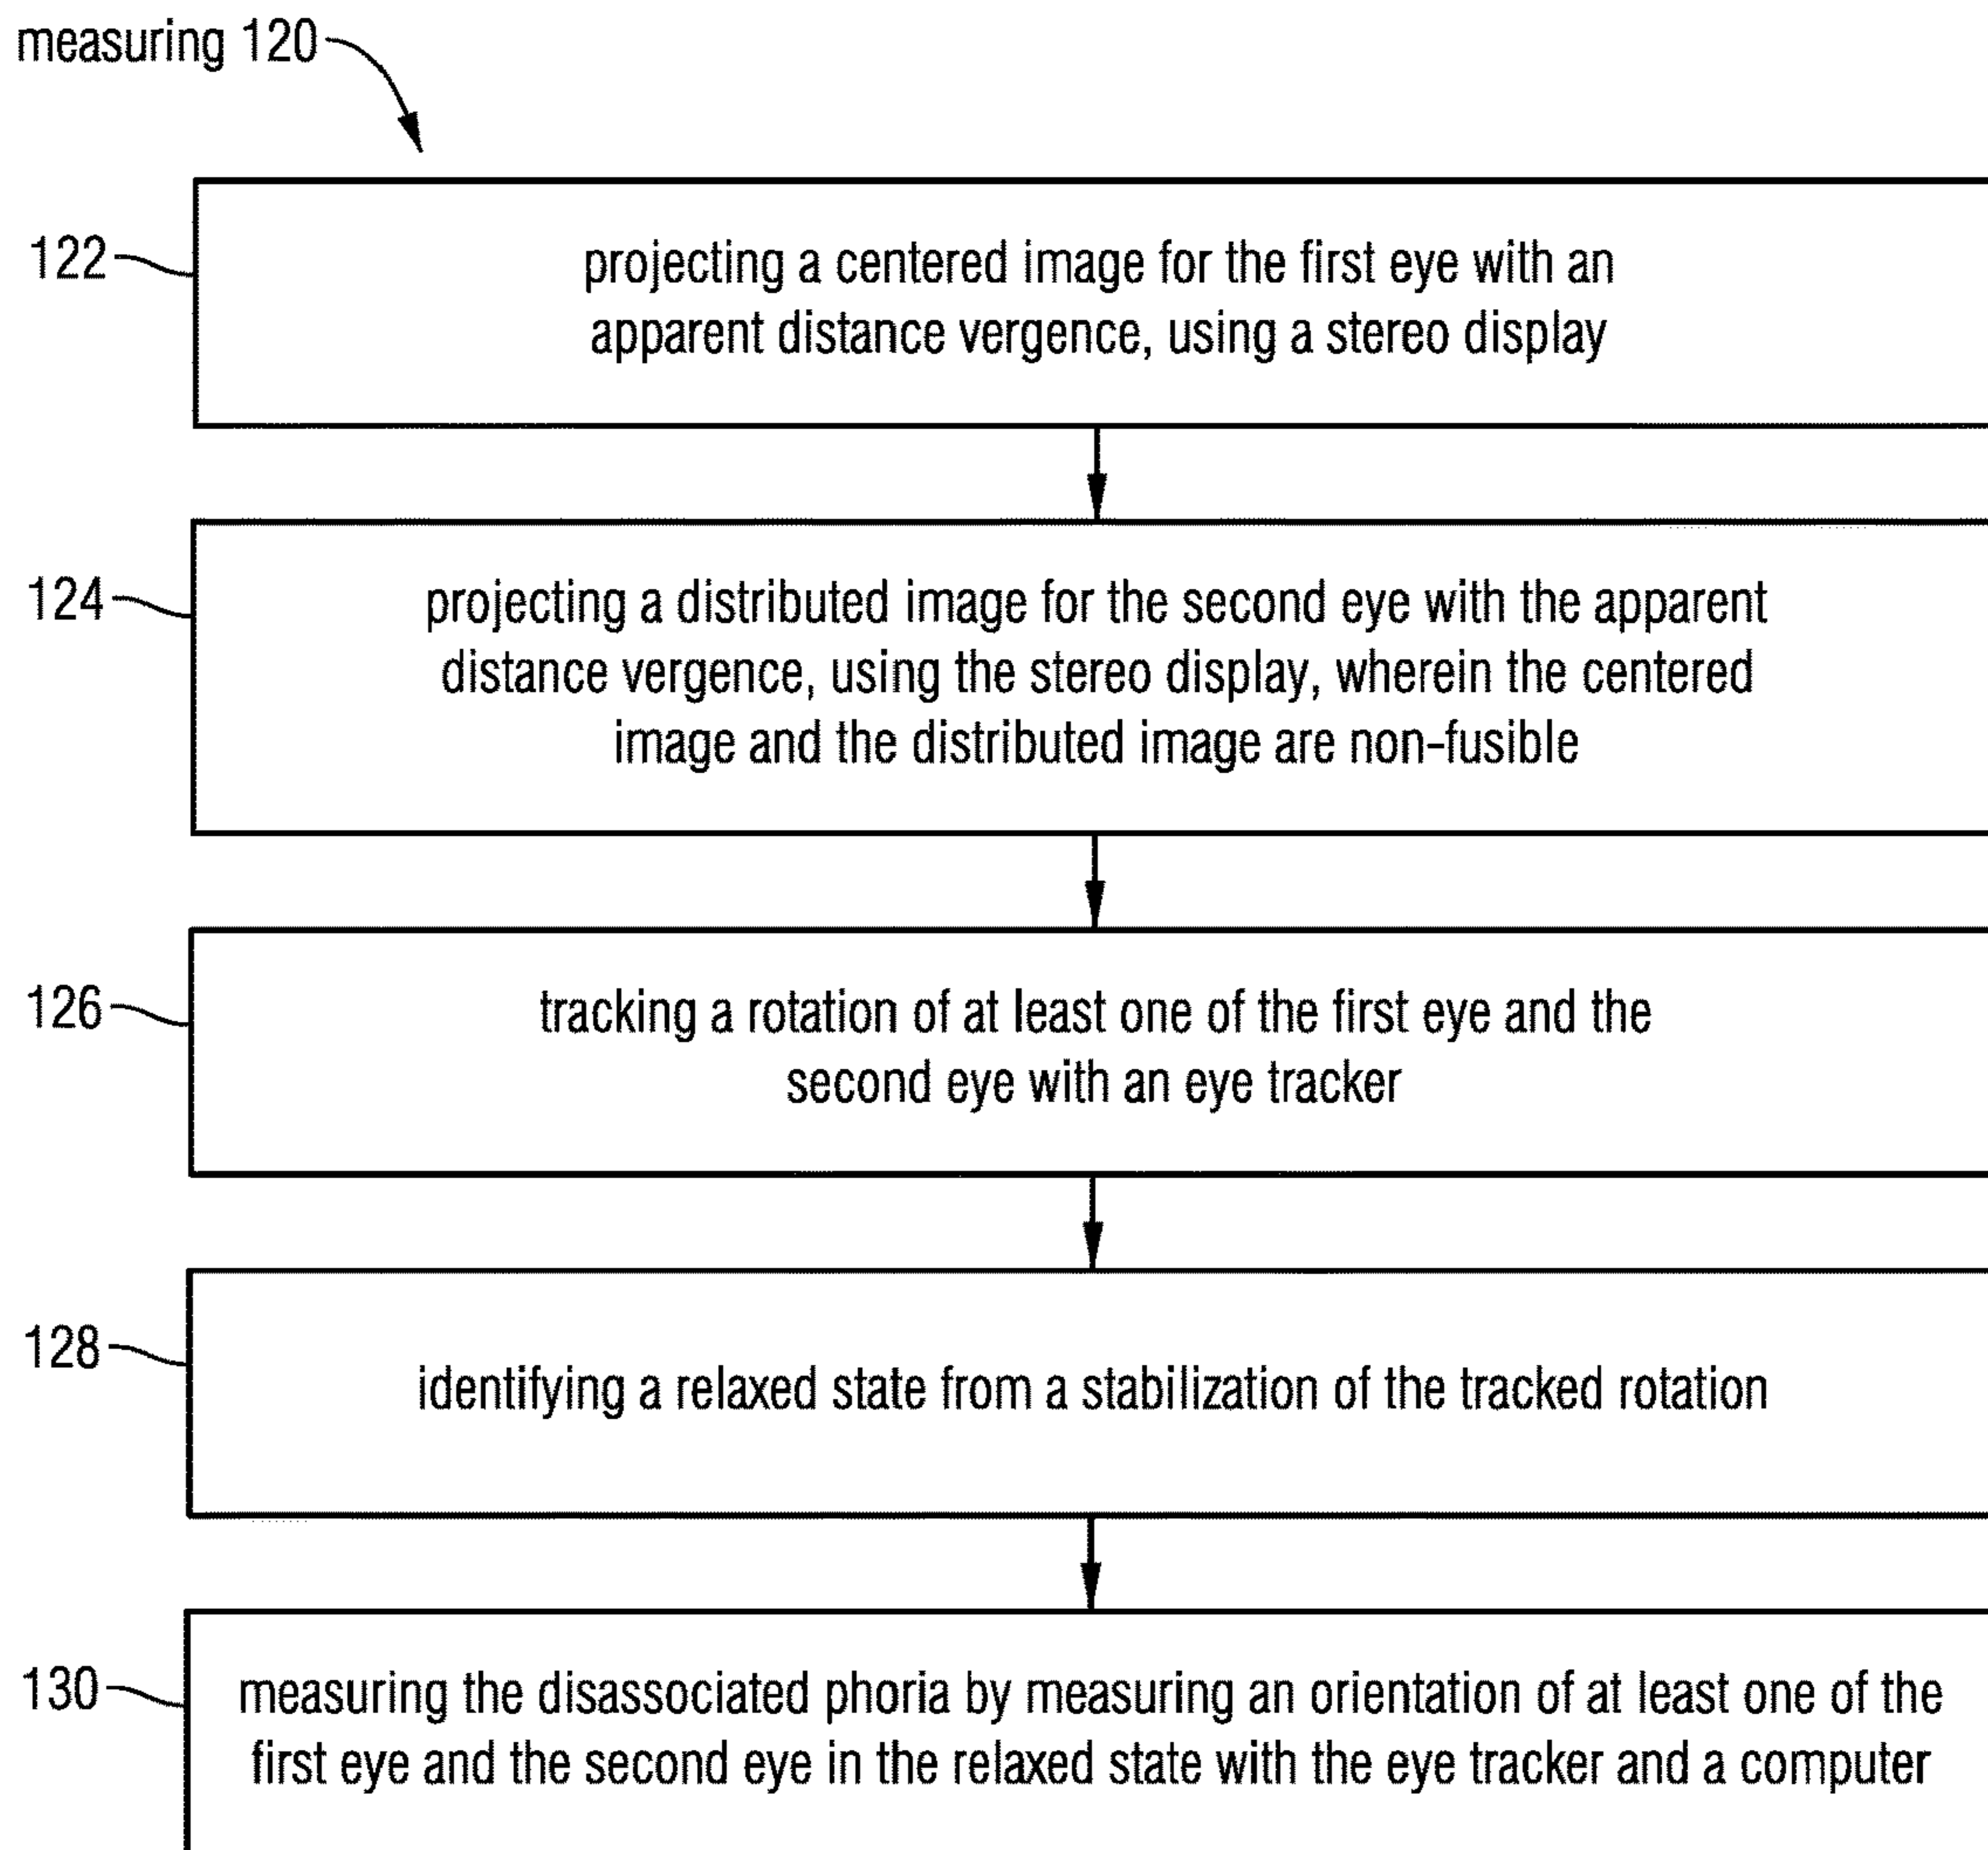 measuring 120
122
projecting a centered image for the first eye with an
apparent distance vergence, using a stereo display
124
projecting a distributed image for the second eye with the apparent
distance vergence, using the stereo display, wherein the centered
image and the distributed image are non-fusible
126
tracking a rotation of at least one of the first eye and the
second eye with an eye tracker
128
identifying a relaxed state from a stabilization of the tracked rotation
130
measuring the disassociated phoria by measuring an orientation of at least one of the
first eye and the second eye in the relaxed state with the eye tracker and a computer